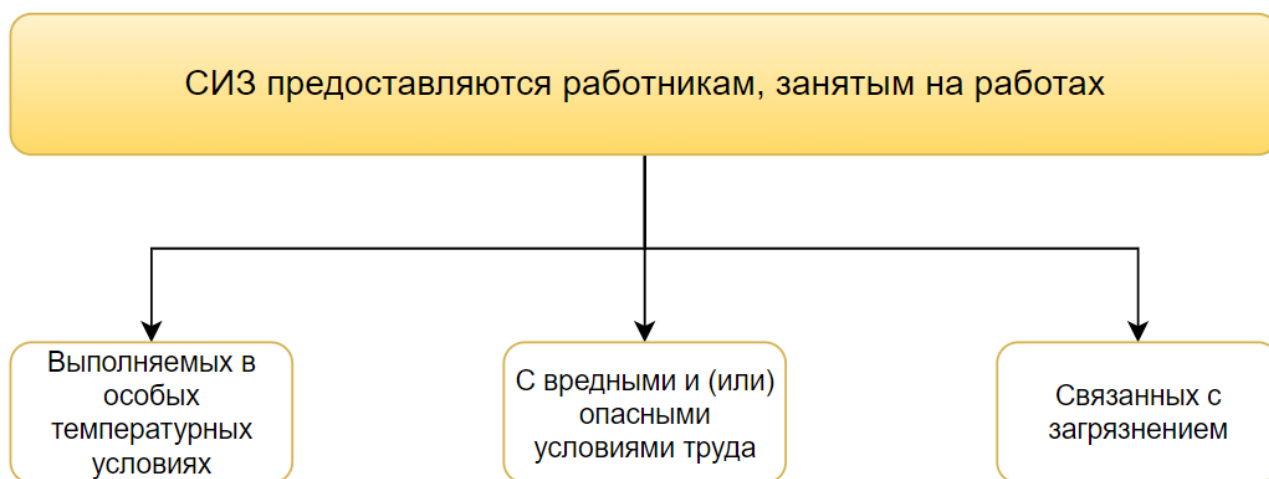 СИЗ предоставляются работникам, занятым на работах
Выполняемых в
особых
температурных
условиях
С вредными и (или)
опасными
условиями труда
Связанных с
загрязнением